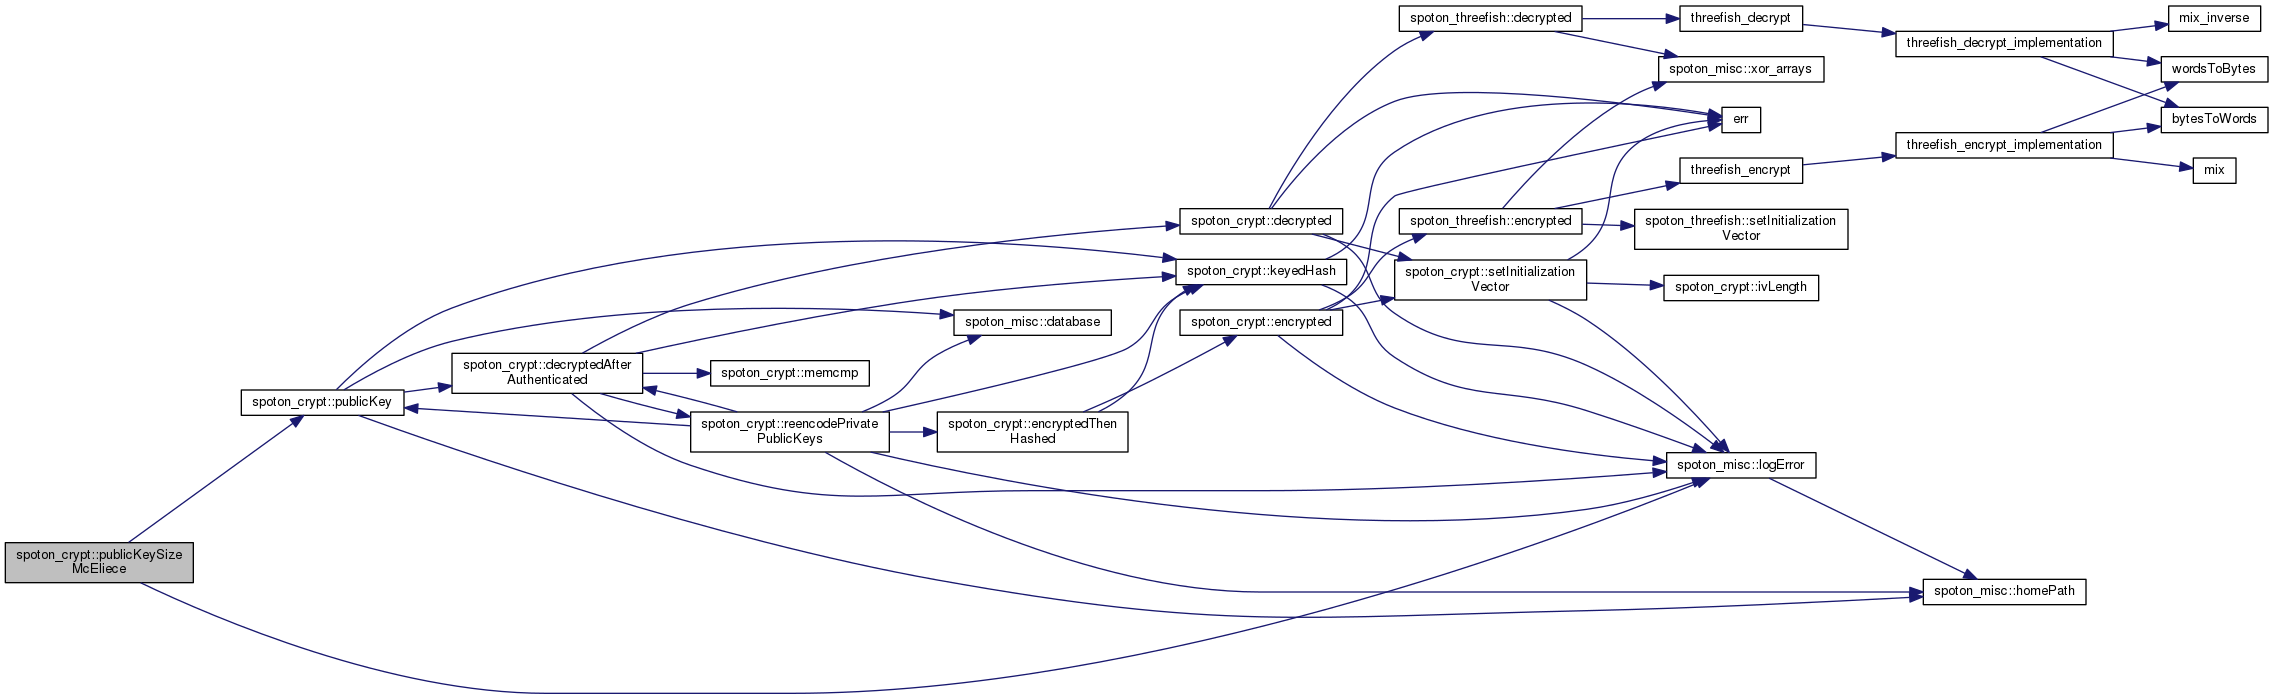 spoton_threefish::decrypted
threefish_decrypt
mix_inverse
threefish_decrypt_implementation
spoton_misc::xor_arrays
wordsToBytes
err
bytesToWords
threefish_encrypt_implementation
threefish_encrypt
mix
spoton_crypt::decrypted
spoton_threefish::encrypted
spoton_threefish::setInitialization
Vector
spoton_crypt::keyedHash
spoton_crypt::setInitialization
Vector
spoton_crypt::ivLength
spoton_misc::database
spoton_crypt::encrypted
spoton_crypt::decryptedAfter
Authenticated
spoton_crypt::memcmp
spoton_crypt::publicKey
spoton_crypt::reencodePrivate
PublicKeys
spoton_crypt::encryptedThen
Hashed
spoton_misc::logError
spoton_crypt::publicKeySize
McEliece
spoton_misc::homePath